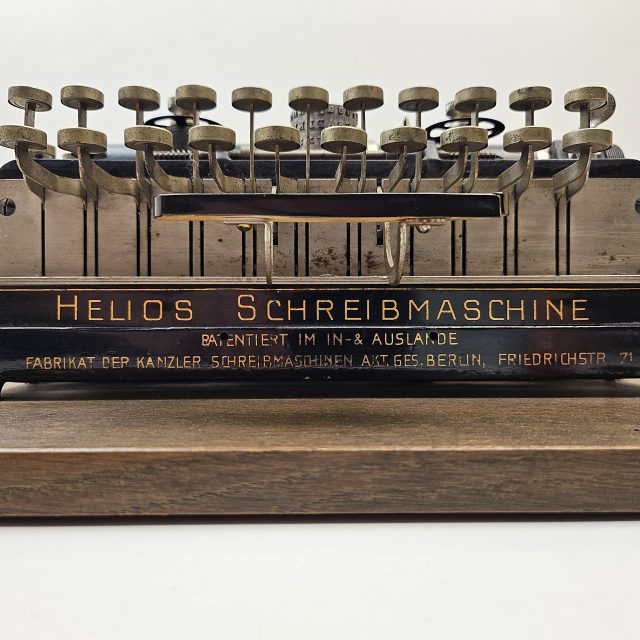 HELIOS SCHREIBMASCHINE
PATENTIERT IM IN-& AUSLANDE
FABRIKAT DER KANZLER SCHREIBMASCHINEN AKT.GES. BERLIN, FRIEDRICHSTR. 71